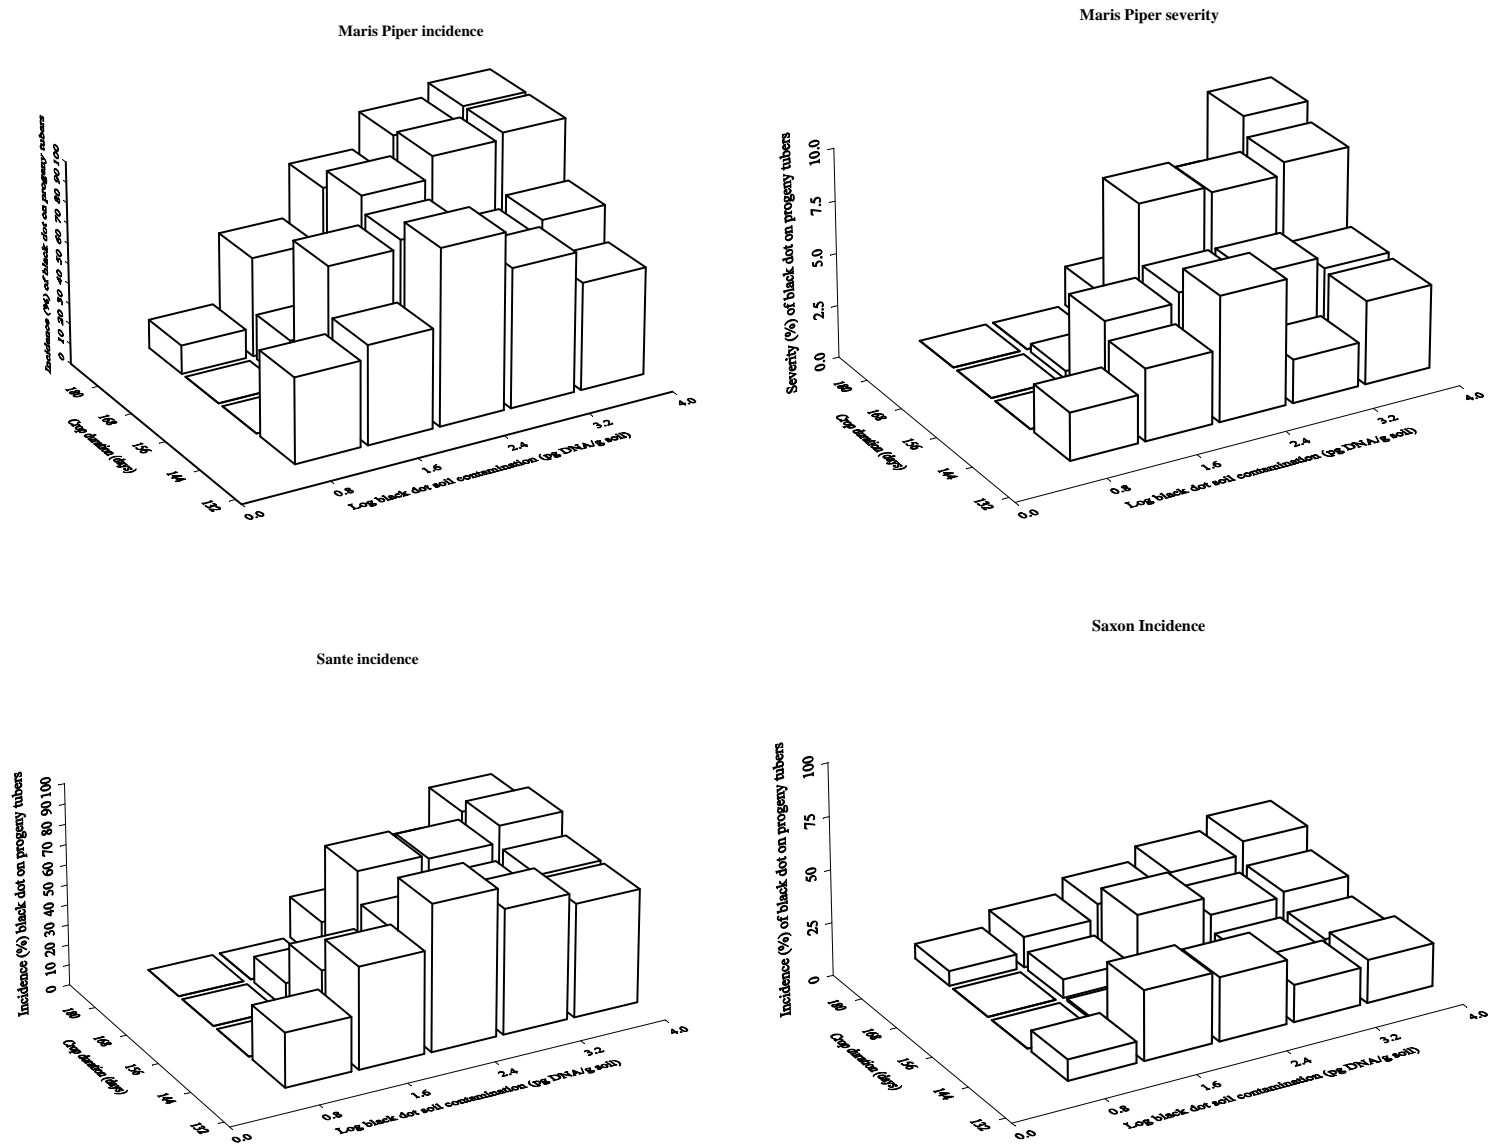 Maris Piper incidence
Incidence (%) of black dot on progeny tubers
0 10 20 30 40 50 60 70 80 90 100
180
168
156
144
132
Crop duration (days)
0.0
0.8
1.6
2.4
3.2
4.0
Log black dot soil contamination (pg DNA/g soil)
Maris Piper severity
Severity (%) of black dot on progeny tubers
0.0 2.5 5.0 7.5 10.0
180
168
156
144
132
Crop duration (days)
0.0
0.8
1.6
2.4
3.2
4.0
Log black dot soil contamination (pg DNA/g soil)
Sante incidence
Incidence (%) black dot on progeny tubers
0 10 20 30 40 50 60 70 80 90 100
180
168
156
144
132
Crop duration (days)
0.0
0.8
1.6
2.4
3.2
4.0
Log black dot soil contamination (pg DNA/g soil)
Saxon Incidence
Incidence (%) of black dot on progeny tubers
0 25 50 75 100
180
168
156
144
132
Crop duration (days)
0.0
0.8
1.6
2.4
3.2
4.0
Log black dot soil contamination (pg DNA/g soil)